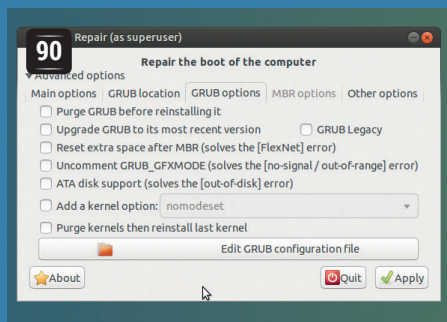 90
Repair (as superuser)
Repair the boot of the computer
Advanced options
Main options GRUB location GRUB options MBR options Other options
Purge GRUB before reinstalling it
Upgrade GRUB to its most recent version GRUB Legacy
Reset extra space after MBR (solves the [FlexNet] error)
Uncomment GRUB_GFXMODE (solves the [no-signal / out-of-range] error)
ATA disk support (solves the [out-of-disk] error)
Add a kernel option: nomodeset
Purge kernels then reinstall last kernel
Edit GRUB configuration file
About Quit Apply